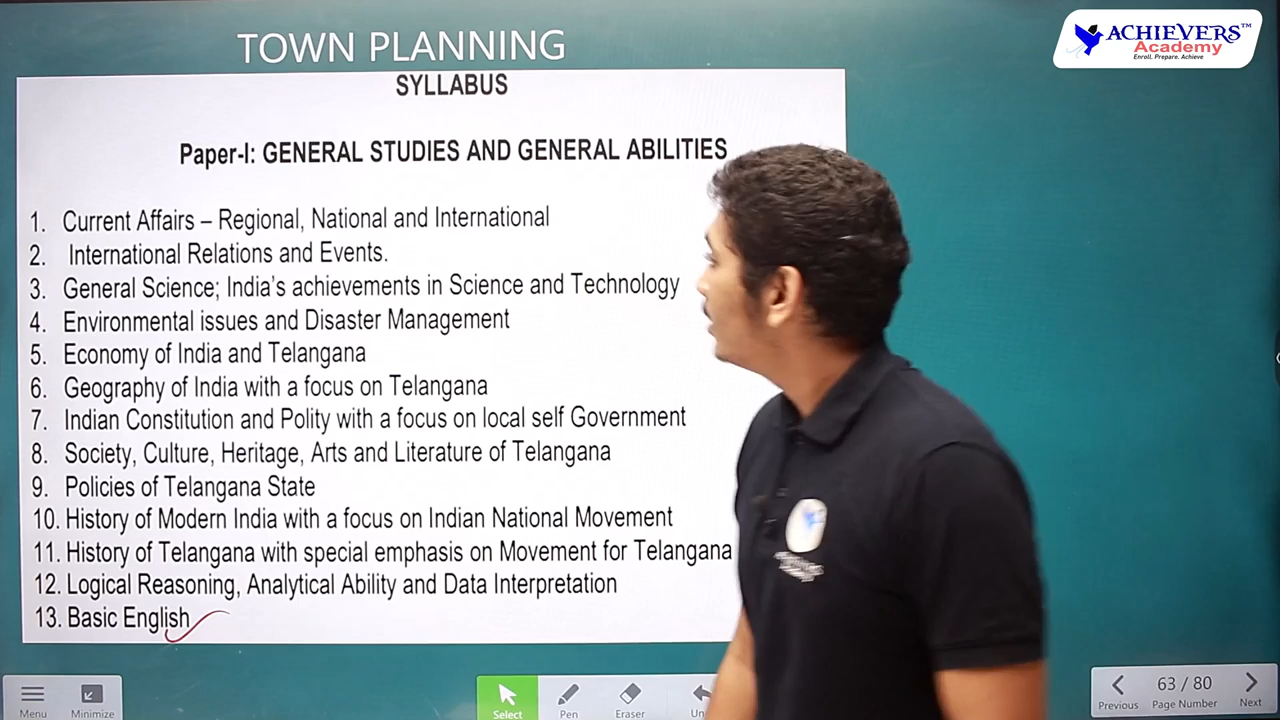 TOWN PLANNING
ACHIEVERS™
Academy
Enroll. Prepare. Achieve
SYLLABUS
Paper-I: GENERAL STUDIES AND GENERAL ABILITIES
1. Current Affairs – Regional, National and International
2. International Relations and Events.
3. General Science; India's achievements in Science and Technology
4. Environmental issues and Disaster Management
5. Economy of India and Telangana
6. Geography of India with a focus on Telangana
7. Indian Constitution and Polity with a focus on local self Government
8. Society, Culture, Heritage, Arts and Literature of Telangana
9. Policies of Telangana State
10. History of Modern India with a focus on Indian National Movement
11. History of Telangana with special emphasis on Movement for Telangana
12. Logical Reasoning, Analytical Ability and Data Interpretation
13. Basic English
Menu Minimize Select Pen Eraser
63 / 80
Previous Page Number Next